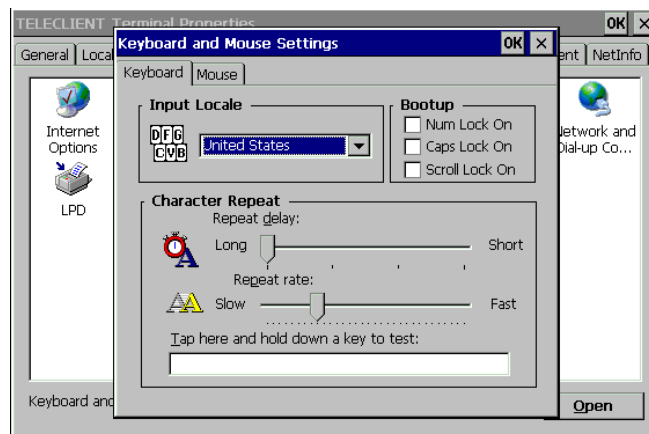 TELECLIENT Terminal Properties OK
Keyboard and Mouse Settings OK
General Local ent NetInfo
Keyboard Mouse
Input Locale
DFG
CVB
United States
Bootup
Num Lock On
Caps Lock On
Scroll Lock On
Internet
Options
LPD
Network and
Dial-up Co...
Character Repeat
Repeat delay:
Long Short
Repeat rate:
Slow Fast
Tap here and hold down a key to test:
Keyboard and
Open